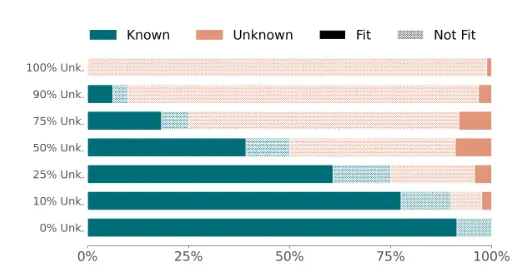 Known Unknown Fit Not Fit
100% Unk.
90% Unk.
75% Unk.
50% Unk.
25% Unk.
10% Unk.
0% Unk.
0% 25% 50% 75% 100%